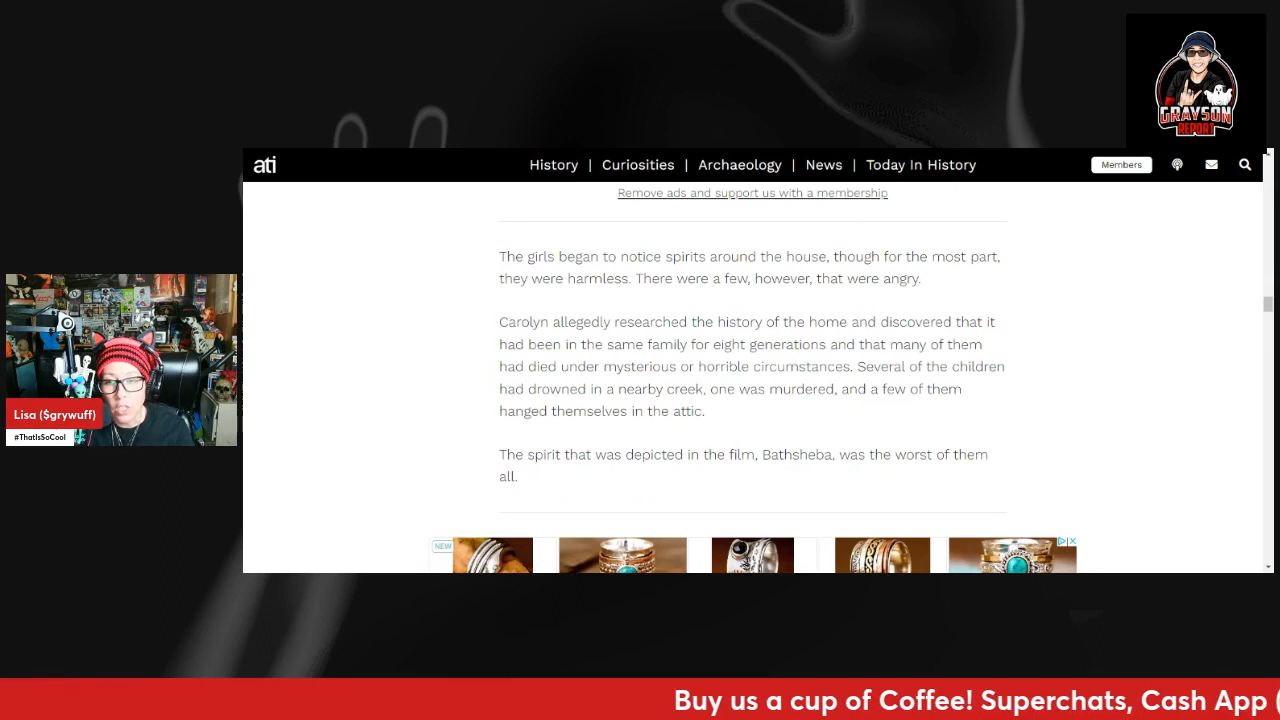 GRAYSON
REPORT
ati
History | Curiosities | Archaeology | News | Today In History
Members
Remove ads and support us with a membership
The girls began to notice spirits around the house, though for the most part,
they were harmless. There were a few, however, that were angry.
Carolyn allegedly researched the history of the home and discovered that it
had been in the same family for eight generations and that many of them
had died under mysterious or horrible circumstances. Several of the children
had drowned in a nearby creek, one was murdered, and a few of them
hanged themselves in the attic.
The spirit that was depicted in the film, Bathsheba, was the worst of them
all.
NEW
Lisa ($grywuff)
#ThatIsSoCool
Buy us a cup of Coffee! Superchats, Cash App (